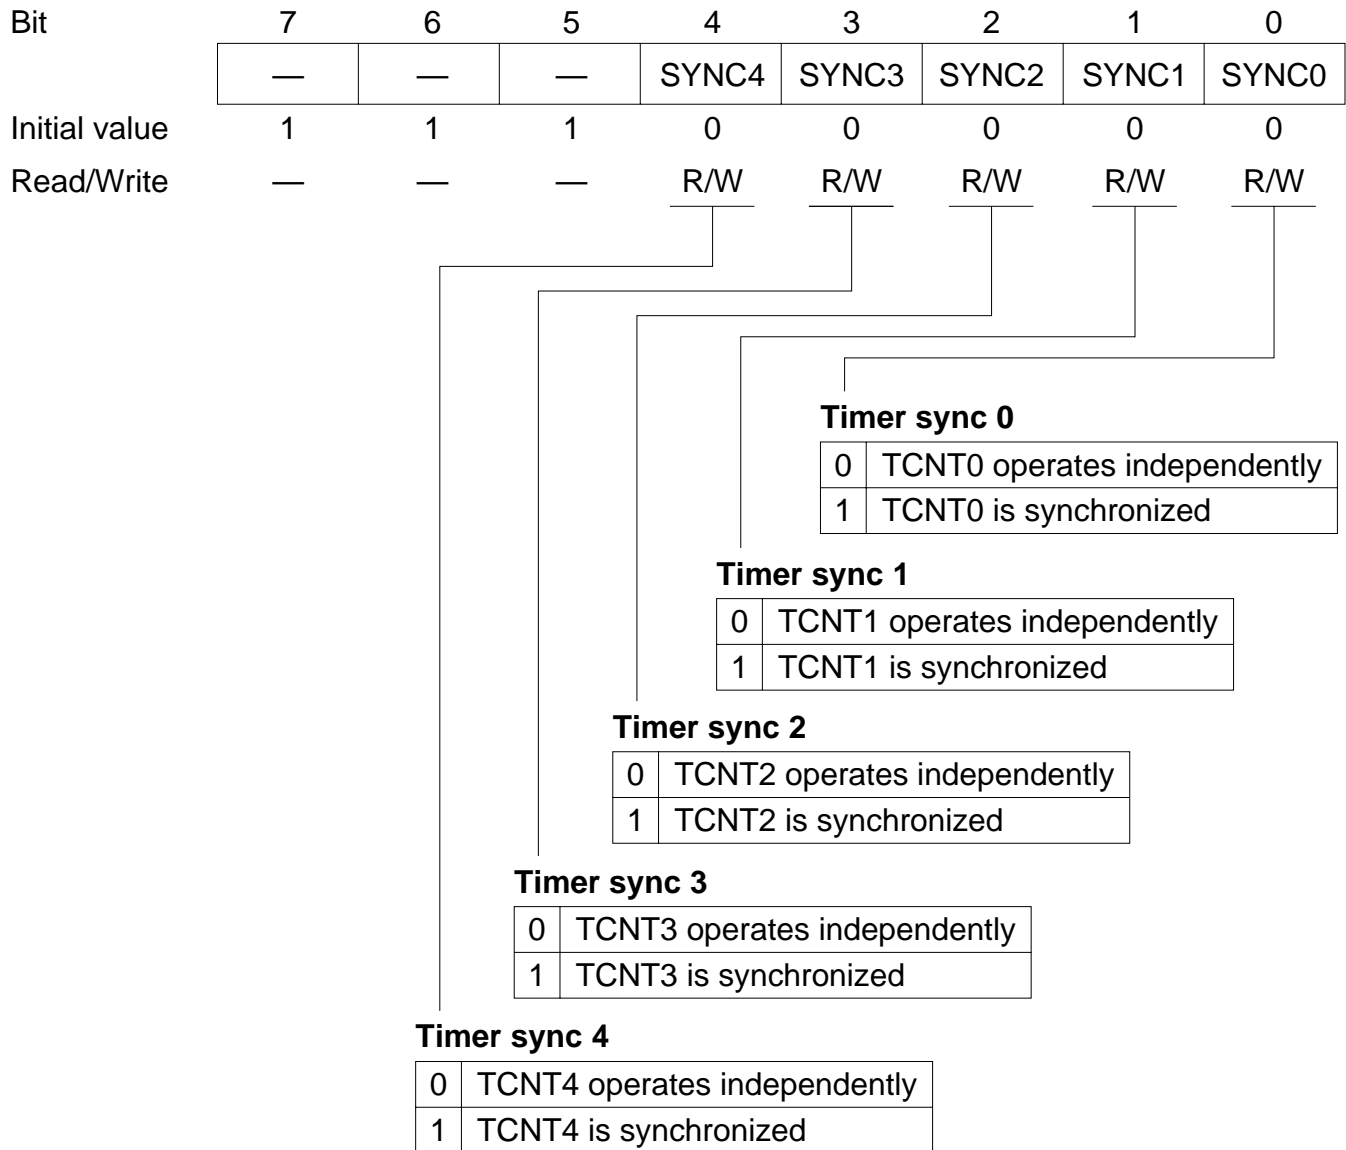 Bit 7 6 5 4 3 2 1 0
— — — SYNC4 SYNC3 SYNC2 SYNC1 SYNC0
Initial value 1 1 1 0 0 0 0 0
Read/Write — — — R/W R/W R/W R/W R/W
Timer sync 0
0 TCNT0 operates independently
1 TCNT0 is synchronized
Timer sync 1
0 TCNT1 operates independently
1 TCNT1 is synchronized
Timer sync 2
0 TCNT2 operates independently
1 TCNT2 is synchronized
Timer sync 3
0 TCNT3 operates independently
1 TCNT3 is synchronized
Timer sync 4
0 TCNT4 operates independently
1 TCNT4 is synchronized